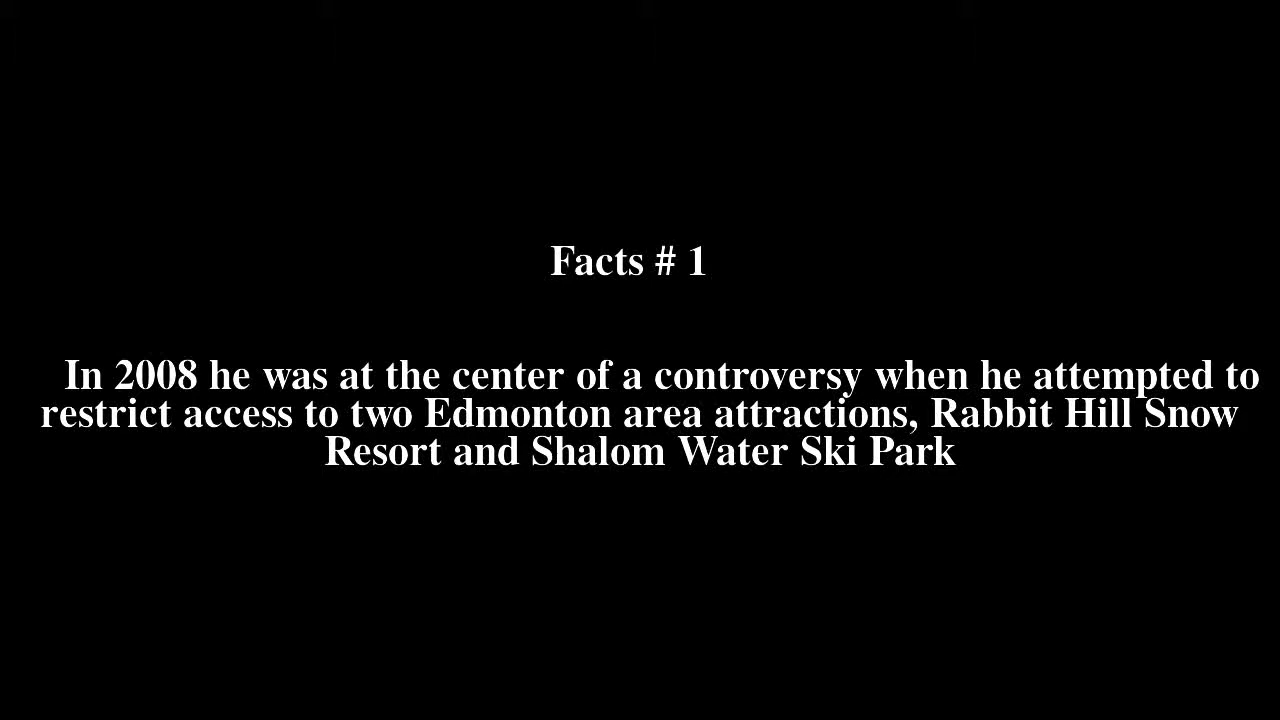 Facts # 1
In 2008 he was at the center of a controversy when he attempted to
restrict access to two Edmonton area attractions, Rabbit Hill Snow
Resort and Shalom Water Ski Park